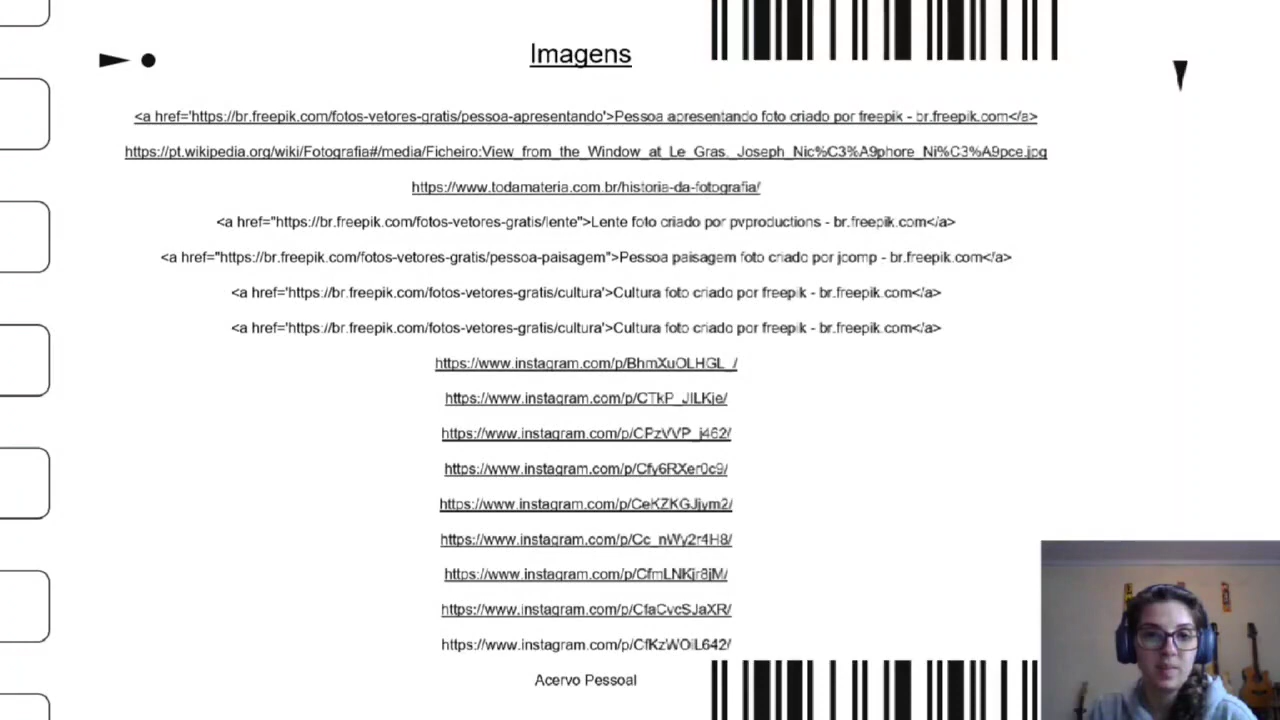 Imagens
<a href='https://br.freepik.com/fotos-vetores-gratis/pessoa-apresentando'>Pessoa apresentando foto criado por freepik - br.freepik.com</a>
https://pt.wikipedia.org/wiki/Fotografia#/media/Ficheiro:View_from_the_Window_at_Le_Gras,_Joseph_Nic%C3%A9phore_Ni%C3%A9pce.jpg
https://www.todamateria.com.br/historia-da-fotografia/
<a href="https://br.freepik.com/fotos-vetores-gratis/lente">Lente foto criado por pvproductions - br.freepik.com</a>
<a href="https://br.freepik.com/fotos-vetores-gratis/pessoa-paisagem">Pessoa paisagem foto criado por jcomp - br.freepik.com</a>
<a href='https://br.freepik.com/fotos-vetores-gratis/cultura'>Cultura foto criado por freepik - br.freepik.com</a>
<a href='https://br.freepik.com/fotos-vetores-gratis/cultura'>Cultura foto criado por freepik - br.freepik.com</a>
https://www.instagram.com/p/BhmXuOLHGL_/
https://www.instagram.com/p/CTkP_JILKje/
https://www.instagram.com/p/CPzVVP_j462/
https://www.instagram.com/p/Cfy6RXer0c9/
https://www.instagram.com/p/CeKZKGJjym2/
https://www.instagram.com/p/Cc_nWy2r4H8/
https://www.instagram.com/p/CfmLNKjr8jM/
https://www.instagram.com/p/CfaCvcSJaXR/
https://www.instagram.com/p/CfKzWOiL642/
Acervo Pessoal